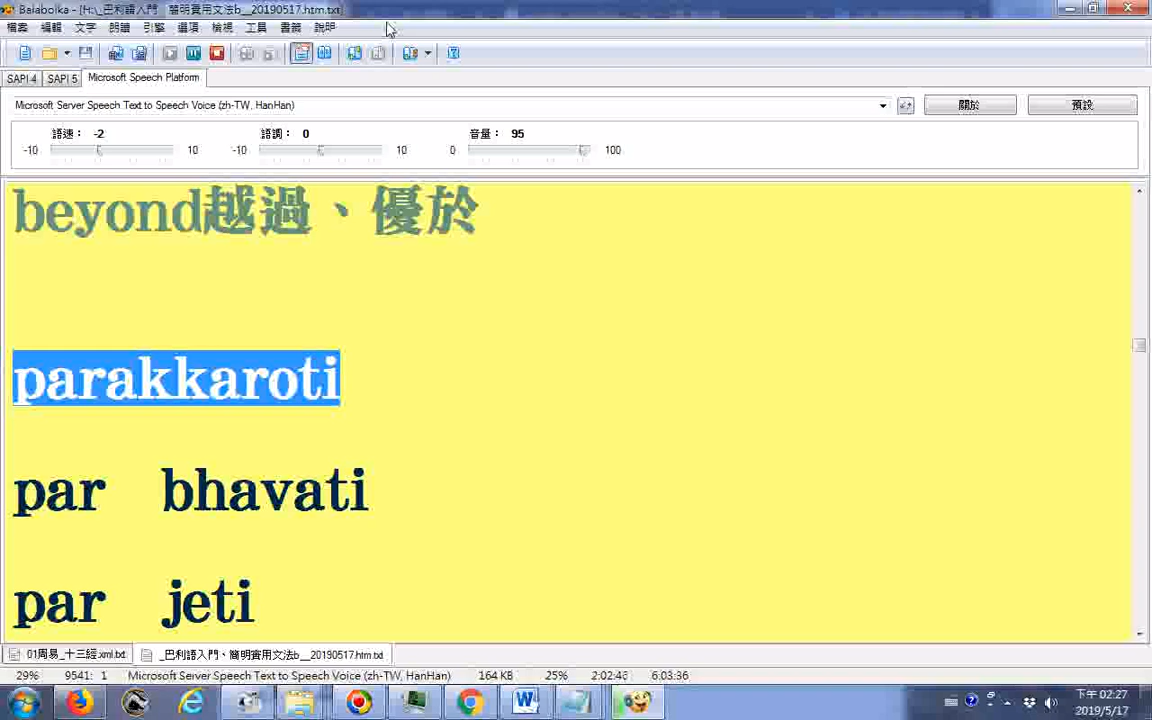 Balabolka - [H:\_巴利語入門、簡明實用文法b__20190517.htm.txt]
檔案 編輯 文字 朗讀 引擎 選項 檢視 工具 書籤 說明
SAPI 4 SAPI 5 Microsoft Speech Platform
Microsoft Server Speech Text to Speech Voice (zh-TW, HanHan) 關於 預設
語速： -2 語調： 0 音量： 95
-10 10 -10 10 0 100
beyond越過、優於
parakkaroti
par bhavati
par jeti
01周易_十三經.xml.txt _巴利語入門、簡明實用文法b__20190517.htm.txt
29% 9541: 1 Microsoft Server Speech Text to Speech Voice (zh-TW, HanHan) 164 KB 25% 2:02:46 6:03:36
下午 02:27
2019/5/17